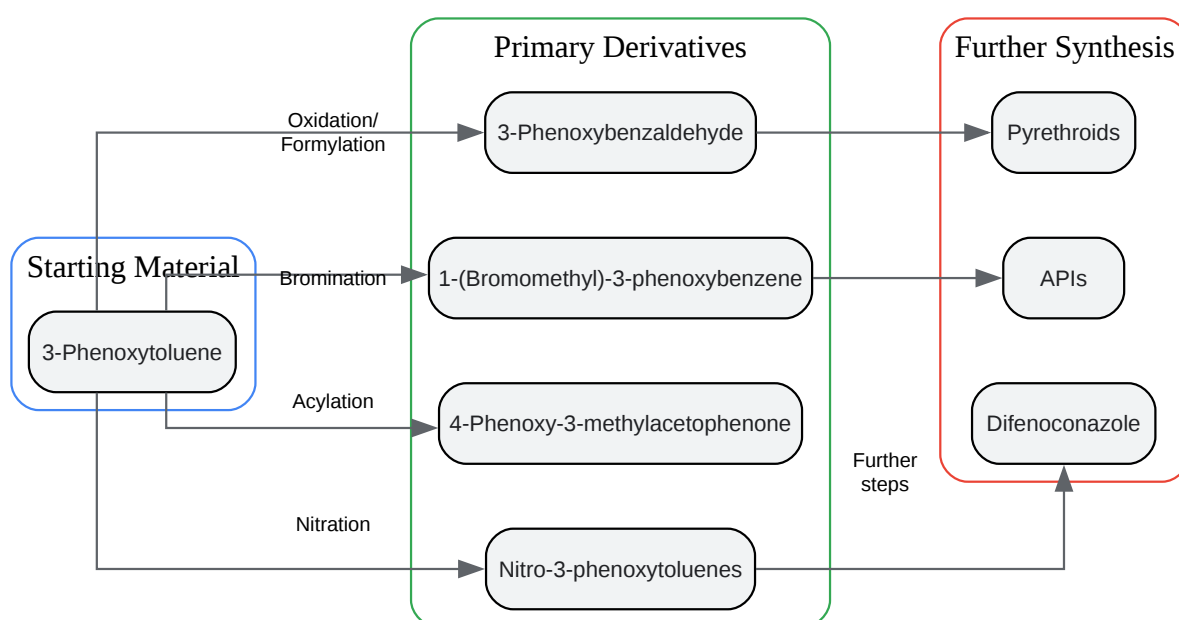 Primary Derivatives
Further Synthesis
Oxidation/
Formylation
3-Phenoxybenzaldehyde
Pyrethroids
Starting Material
Bromination
1-(Bromomethyl)-3-phenoxybenzene
APIs
3-Phenoxytoluene
Acylation
4-Phenoxy-3-methylacetophenone
Difenoconazole
Further
steps
Nitration
Nitro-3-phenoxytoluenes